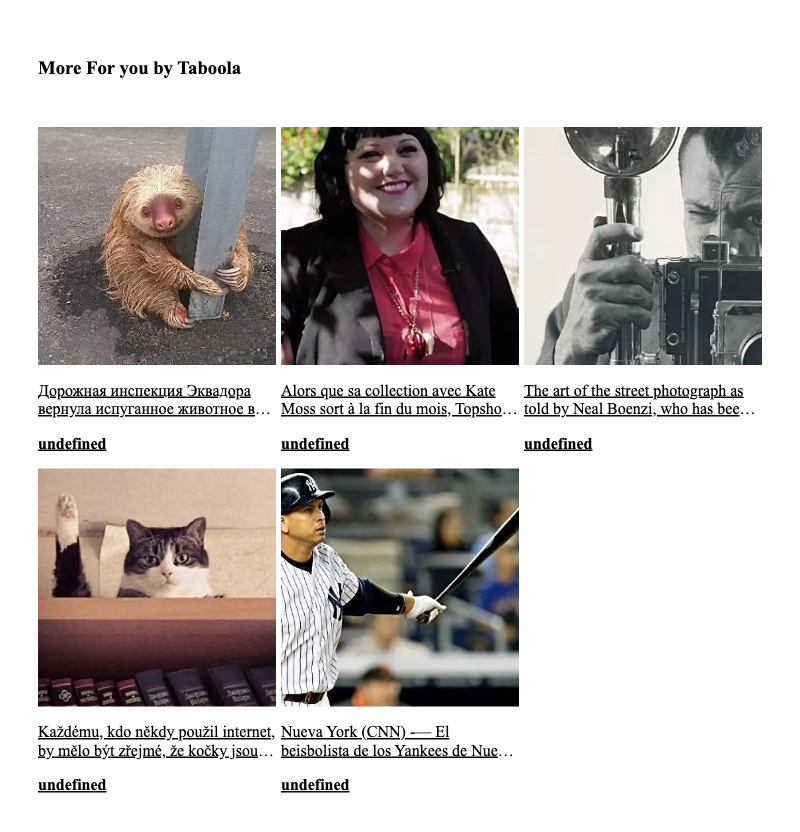 More For you by Taboola
Дорожная инспекция Эквадора
вернула испуганное животное в…
undefined
Alors que sa collection avec Kate
Moss sort à la fin du mois, Topsho…
undefined
The art of the street photograph as
told by Neal Boenzi, who has bee…
undefined
Každému, kdo někdy použil internet,
by mělo být zřejmé, že kočky jsou…
undefined
Nueva York (CNN) -— El
beisbolista de los Yankees de Nue…
undefined